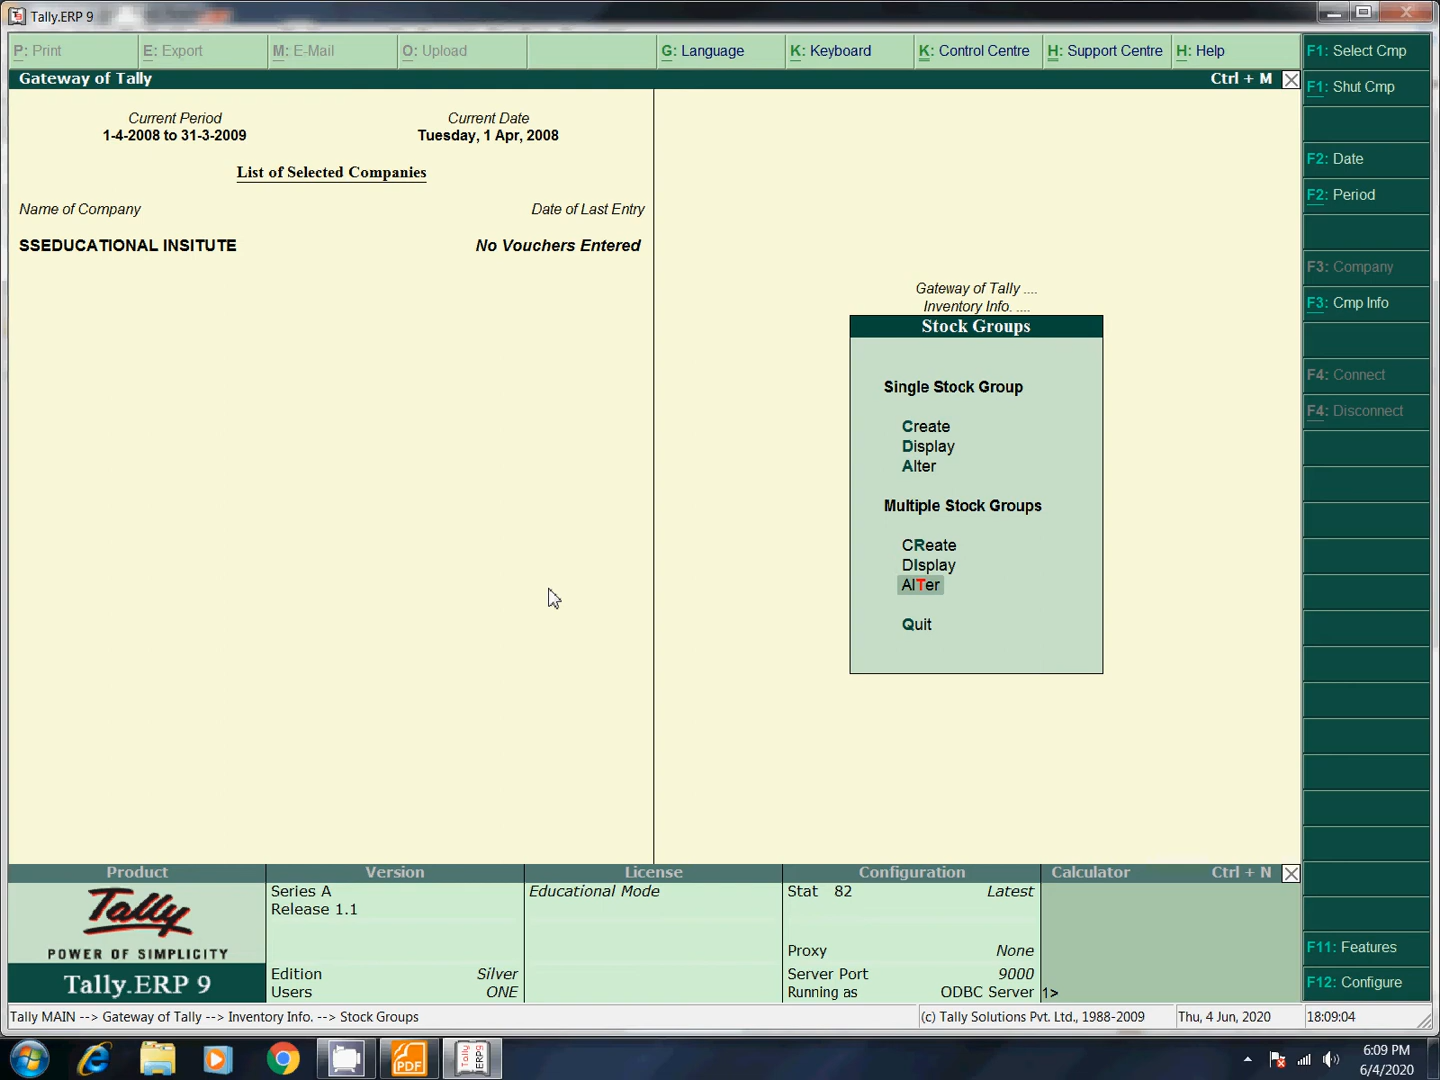 Tally.ERP 9
P: Print
E: Export
M: E-Mail
O: Upload
G: Language
K: Keyboard
K: Control Centre
H: Support Centre
H: Help
Gateway of Tally
Ctrl + M
Current Period
1-4-2008 to 31-3-2009
Current Date
Tuesday, 1 Apr, 2008
List of Selected Companies
Name of Company
Date of Last Entry
SSEDUCATIONAL INSITUTE
No Vouchers Entered
Gateway of Tally ....
Inventory Info. ....
Stock Groups
Single Stock Group
Create
Display
Alter
Multiple Stock Groups
CReate
DIsplay
AlTer
Quit
F1: Select Cmp
F1: Shut Cmp
F2: Date
F2: Period
F3: Company
F3: Cmp Info
F4: Connect
F4: Disconnect
F11: Features
F12: Configure
Product
Tally
POWER OF SIMPLICITY
Tally.ERP 9
Version
Series A
Release 1.1
Edition Silver
Users ONE
License
Educational Mode
Configuration
Stat 82 Latest
Proxy None
Server Port 9000
Running as ODBC Server
Calculator
Ctrl + N
1>
Tally MAIN --> Gateway of Tally --> Inventory Info. --> Stock Groups
(c) Tally Solutions Pvt. Ltd., 1988-2009
Thu, 4 Jun, 2020
18:09:04
PDF
Tally
ERP9
6:09 PM
6/4/2020